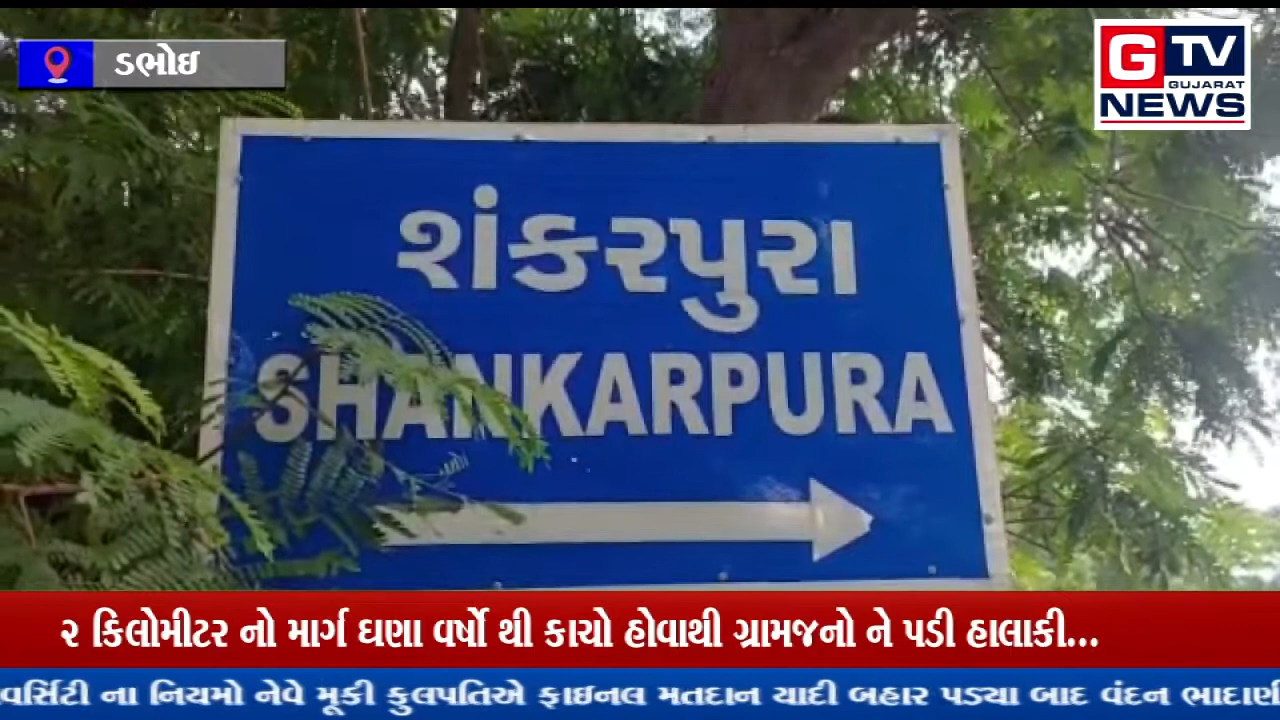 ડભોઇ
G TV
GUJARAT
NEWS
શંકરપુરા
SHANKARPURA
૨ કિલોમીટર નો માર્ગ ઘણા વર્ષો થી કાચો હોવાથી ગ્રામજનો ને પડી હાલાકી...
વર્સિટી ના નિયમો નેવે મૂકી કુલપતિએ ફાઇનલ મતદાન યાદી બહાર પડ્યા બાદ વંદન ભાદાણી